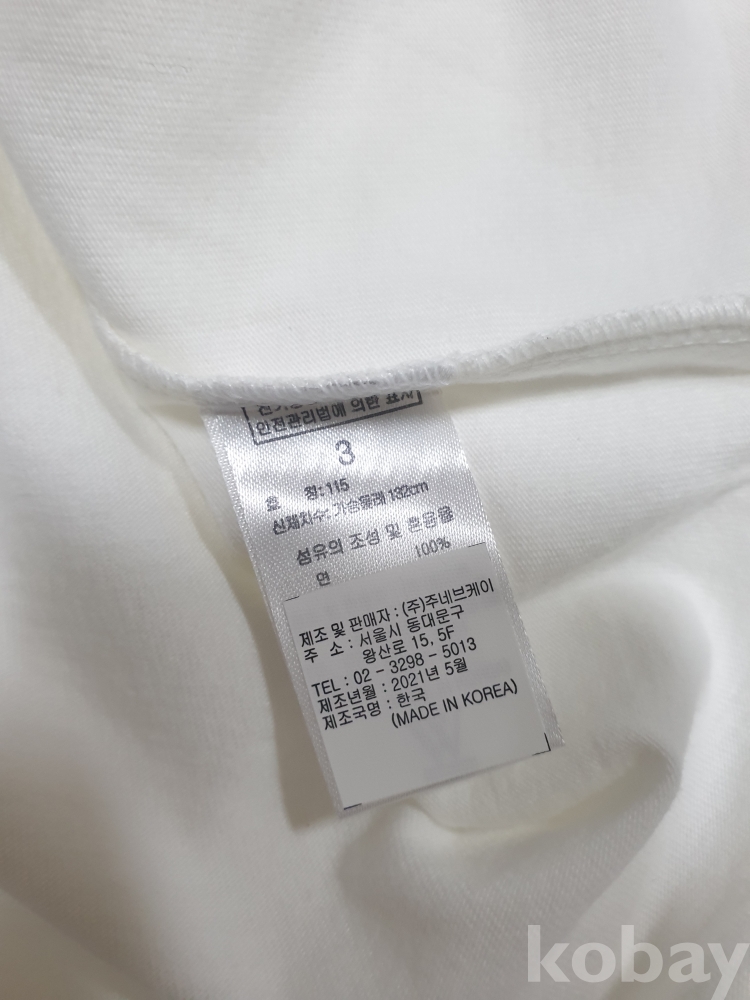 안전관리법에 의한 표시
3
호 칭: 115
신체치수: 가슴둘레 132cm
섬유의 조성 및 혼용율
면 100%
제조 및 판매자 : (주)주네브케이
주 소 : 서울시 동대문구
왕산로 15, 5F
TEL : 02 - 3298 - 5013
제조년월 : 2021년 5월
제조국명 : 한국
(MADE IN KOREA)
kobay